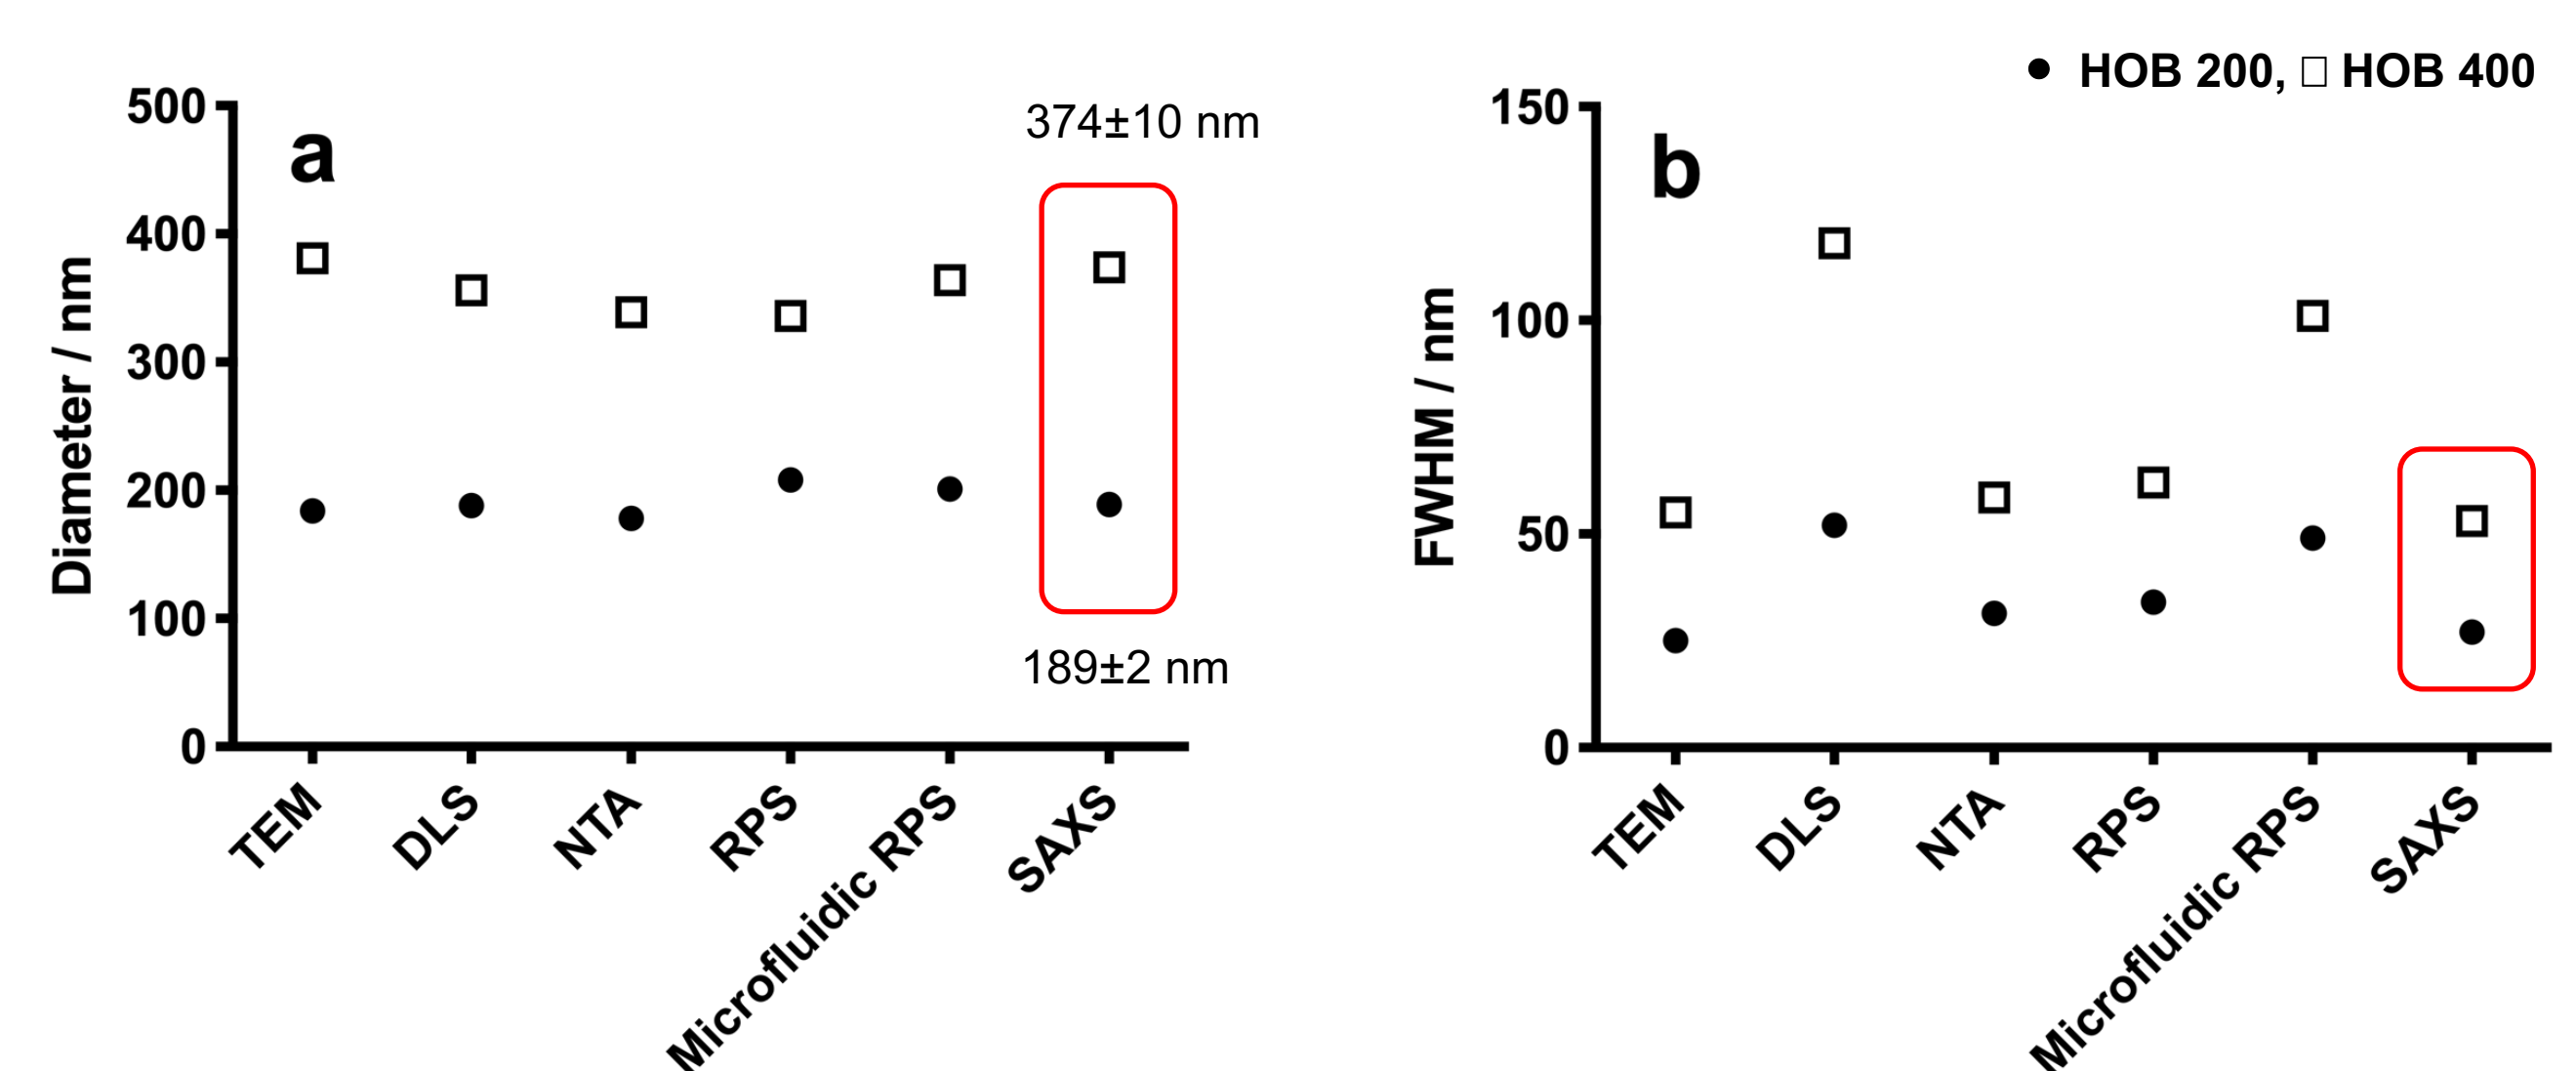 ● HOB 200, □ HOB 400
a
Diameter / nm
500
400
300
200
100
0
374±10 nm
189±2 nm
TEM
DLS
NTA
RPS
Microfluidic RPS
SAXS
b
FWHM / nm
150
100
50
0
TEM
DLS
NTA
RPS
Microfluidic RPS
SAXS